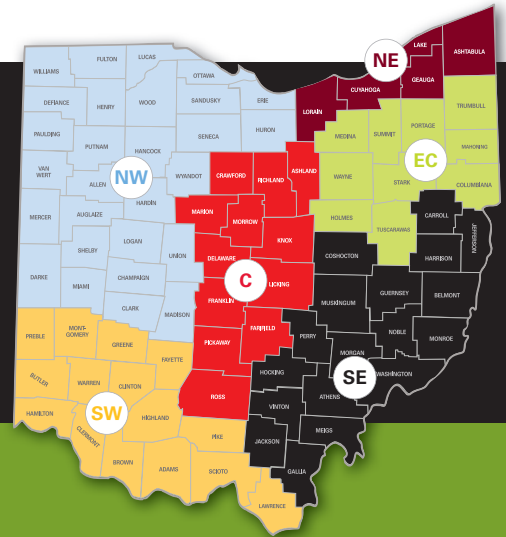 LAKE
ASHTABULA
NE
GEAUGA
CUYAHOGA
LORAIN
LUCAS
FULTON
WILLIAMS
OTTAWA
DEFIANCE
HENRY
WOOD
SANDUSKY
ERIE
TRUMBULL
PORTAGE
SUMMIT
MEDINA
PAULDING
PUTNAM
HANCOCK
SENECA
HURON
MAHONING
EC
ASHLAND
VAN
WERT
ALLEN
NW
WYANDOT
CRAWFORD
RICHLAND
WAYNE
STARK
COLUMBIANA
HARDIN
MERCER
AUGLAIZE
MARION
MORROW
HOLMES
TUSCARAWAS
CARROLL
JEFFERSON
KNOX
LOGAN
SHELBY
UNION
DELAWARE
COSHOCTON
HARRISON
DARKE
MIAMI
CHAMPAIGN
C
LICKING
GUERNSEY
BELMONT
MUSKINGUM
FRANKLIN
CLARK
MADISON
FAIRFIELD
PREBLE
MONT-
GOMERY
GREENE
FAYETTE
PICKAWAY
PERRY
NOBLE
MONROE
MORGAN
HOCKING
WASHINGTON
BUTLER
WARREN
CLINTON
SE
ROSS
ATHENS
VINTON
HAMILTON
SW
CLERMONT
HIGHLAND
MEIGS
PIKE
JACKSON
BROWN
ADAMS
SCIOTO
GALLIA
LAWRENCE